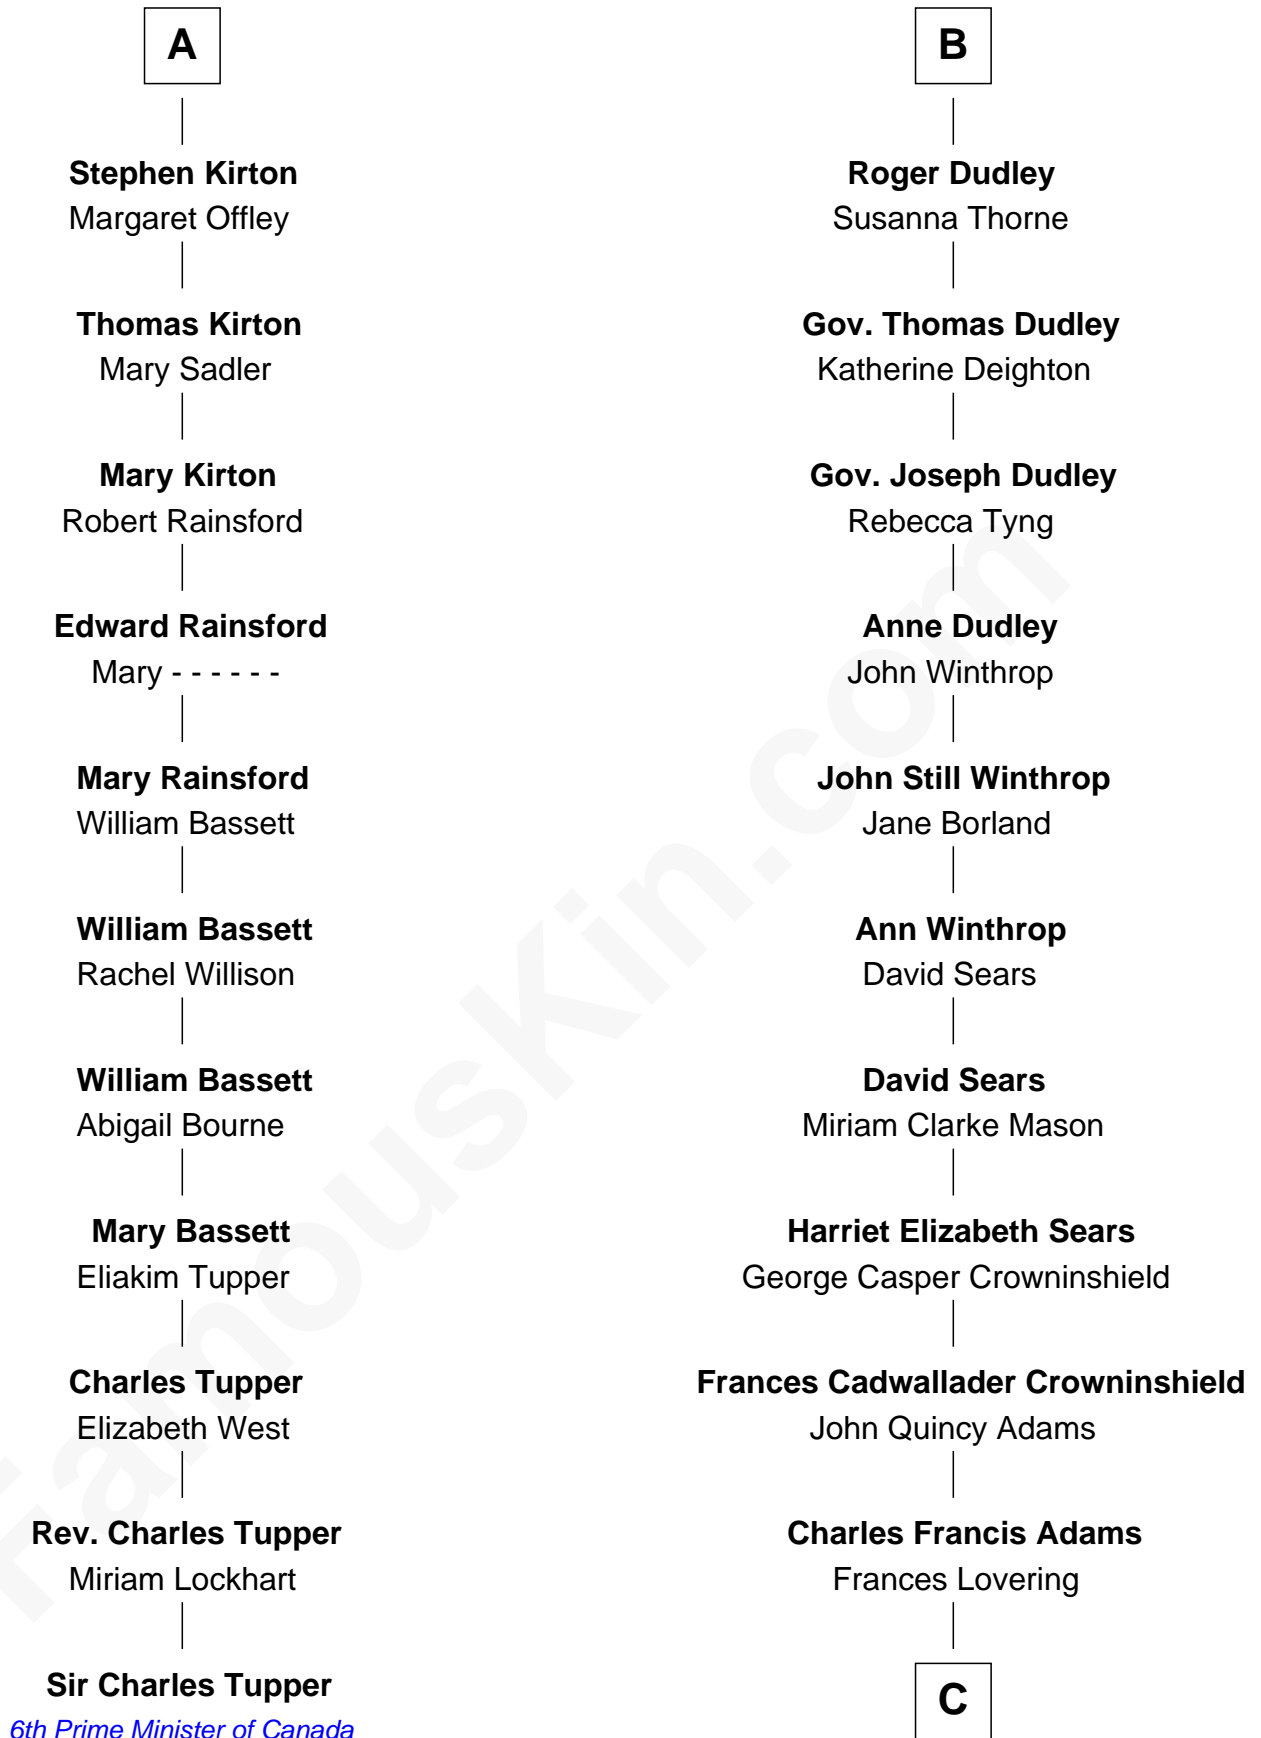 A
Stephen Kirton
Margaret Offley
Thomas Kirton
Mary Sadler
Mary Kirton
Robert Rainsford
Edward Rainsford
Mary - - - - - -
Mary Rainsford
William Bassett
William Bassett
Rachel Willison
William Bassett
Abigail Bourne
Mary Bassett
Eliakim Tupper
Charles Tupper
Elizabeth West
Rev. Charles Tupper
Miriam Lockhart
Sir Charles Tupper
6th Prime Minister of Canada
B
Roger Dudley
Susanna Thorne
Gov. Thomas Dudley
Katherine Deighton
Gov. Joseph Dudley
Rebecca Tyng
Anne Dudley
John Winthrop
John Still Winthrop
Jane Borland
Ann Winthrop
David Sears
David Sears
Miriam Clarke Mason
Harriet Elizabeth Sears
George Casper Crowninshield
Frances Cadwallader Crowninshield
John Quincy Adams
Charles Francis Adams
Frances Lovering
C
FamousKin.com